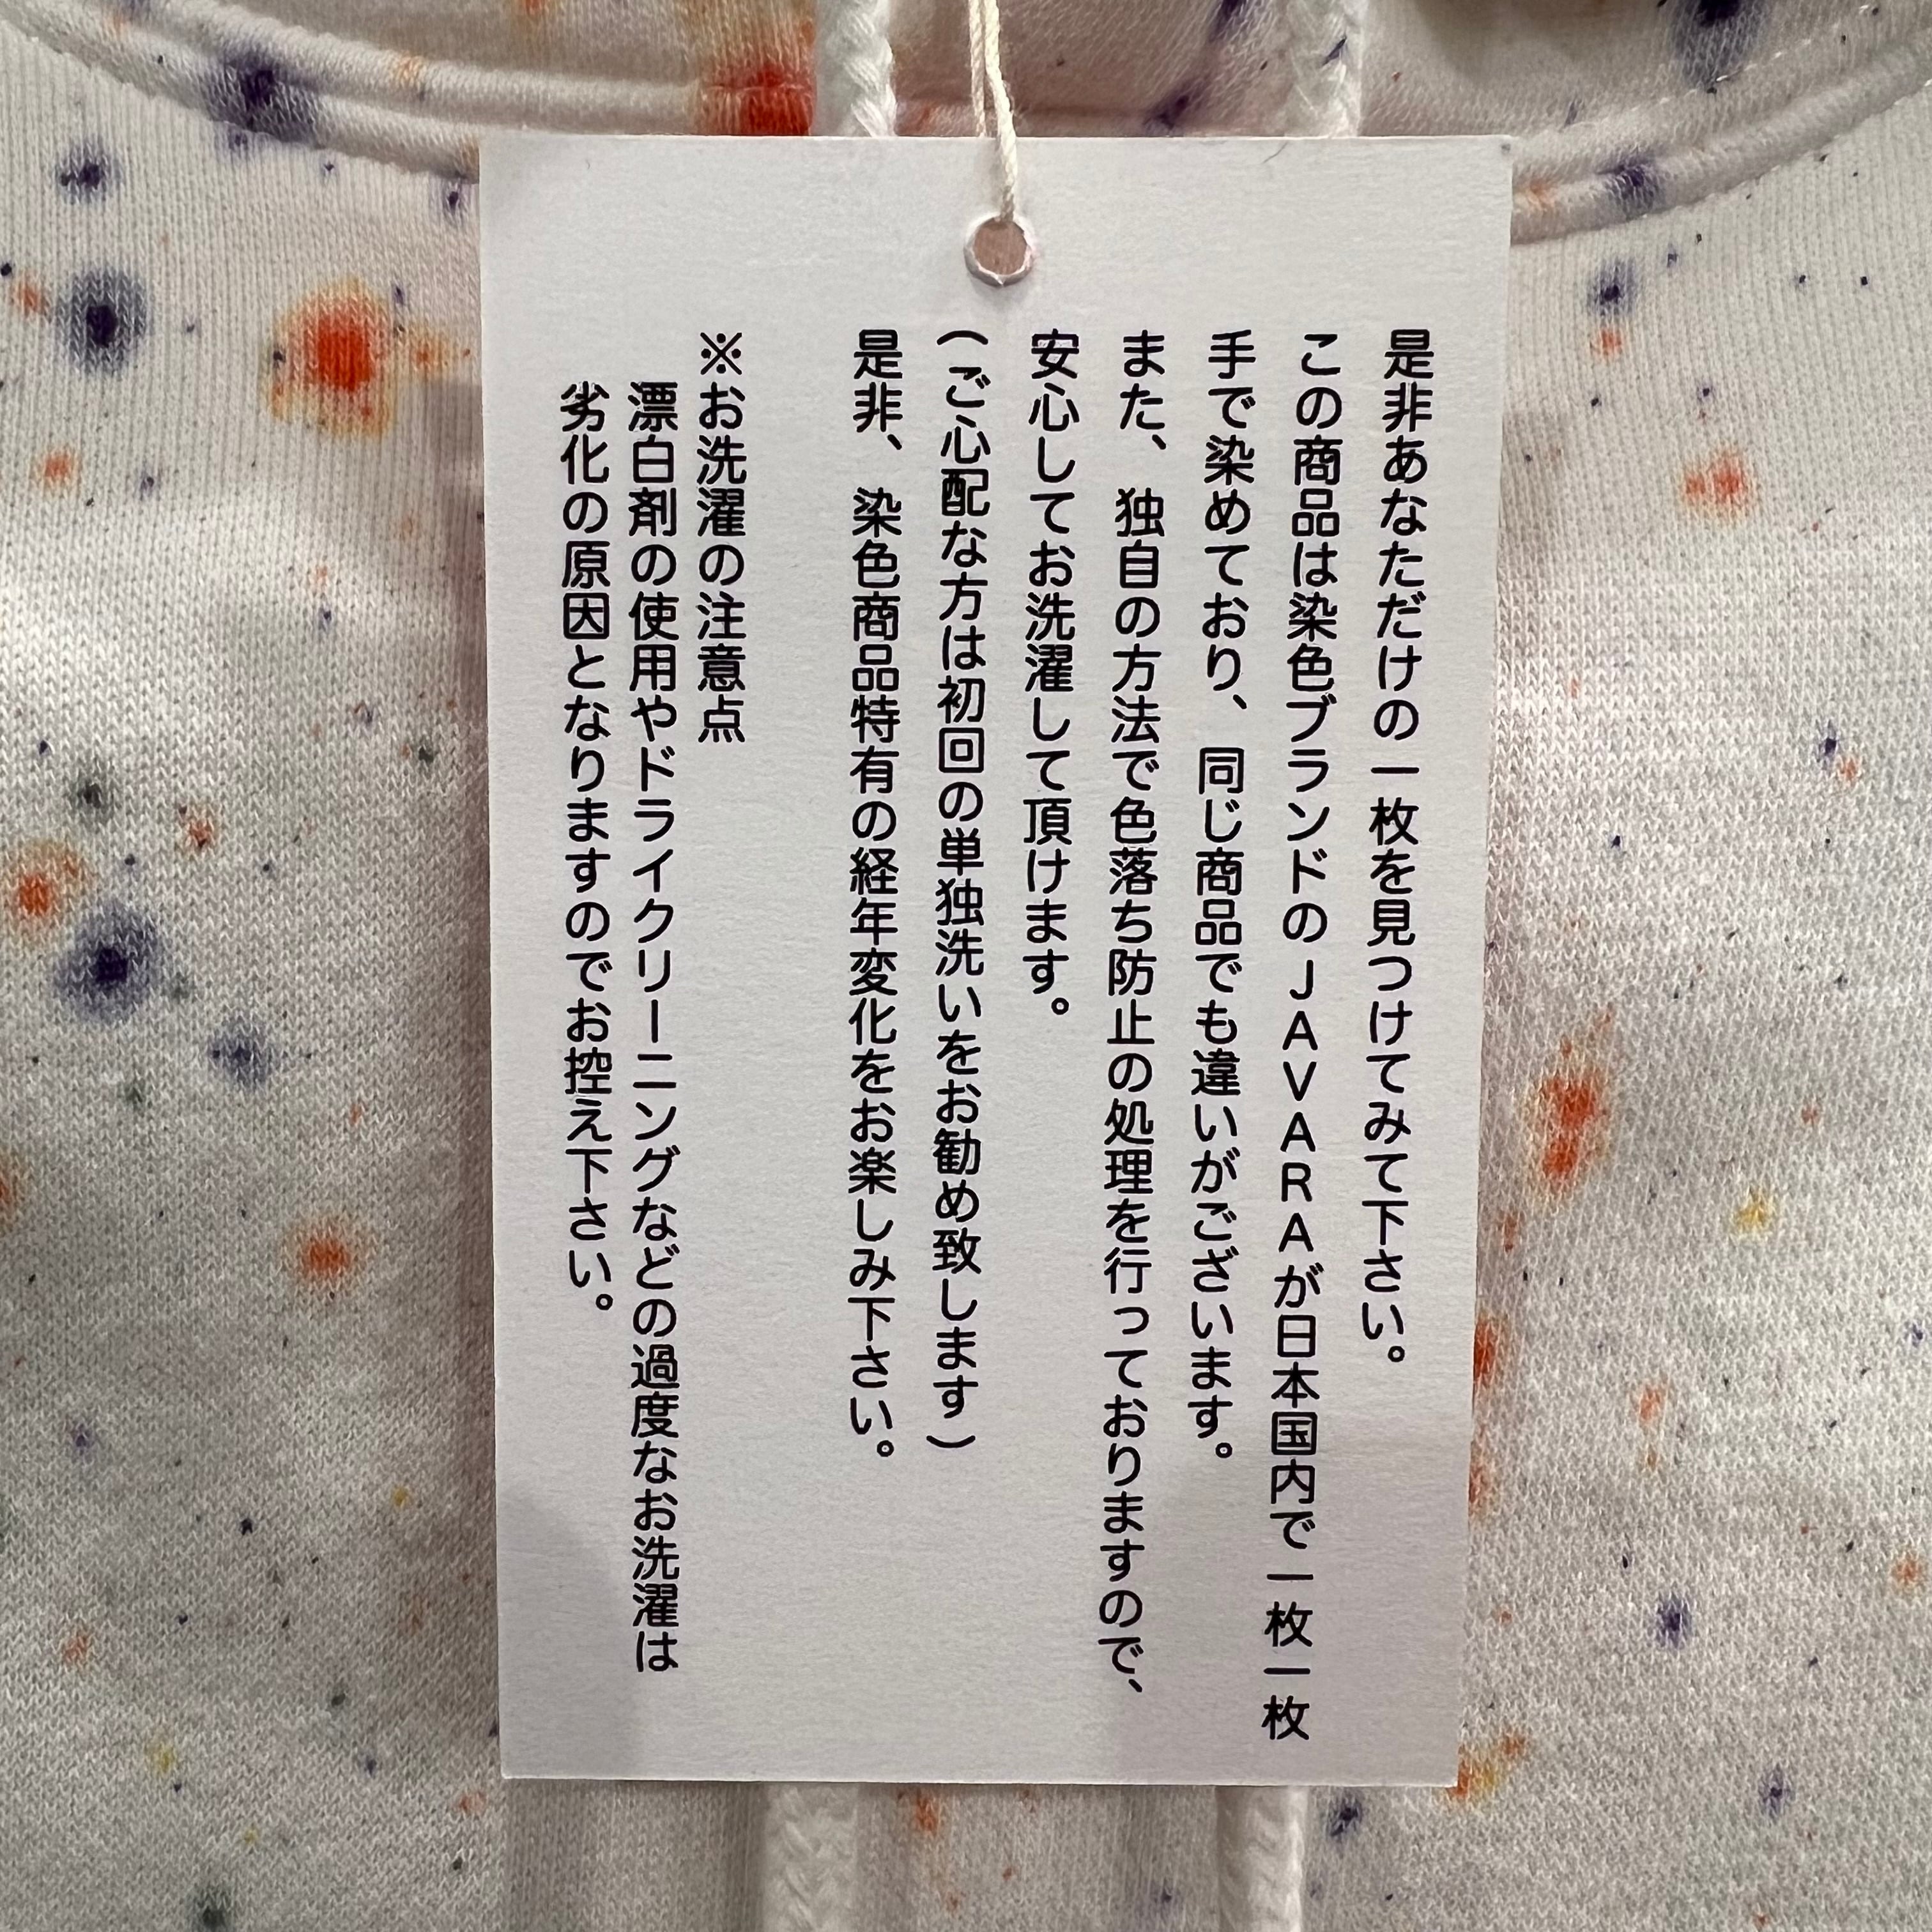 是非あなただけの一枚を見つけてみて下さい。
この商品は染色ブランドのJAVARAが日本国内で一枚一枚
手で染めており、同じ商品でも違いがございます。
また、独自の方法で色落ち防止の処理を行っておりますので、
安心してお洗濯して頂けます。
(ご心配な方は初回の単独洗いをお勧め致します)
是非、染色商品特有の経年変化をお楽しみ下さい。
※お洗濯の注意点
漂白剤の使用やドライクリーニングなどの過度なお洗濯は
劣化の原因となりますのでお控え下さい。